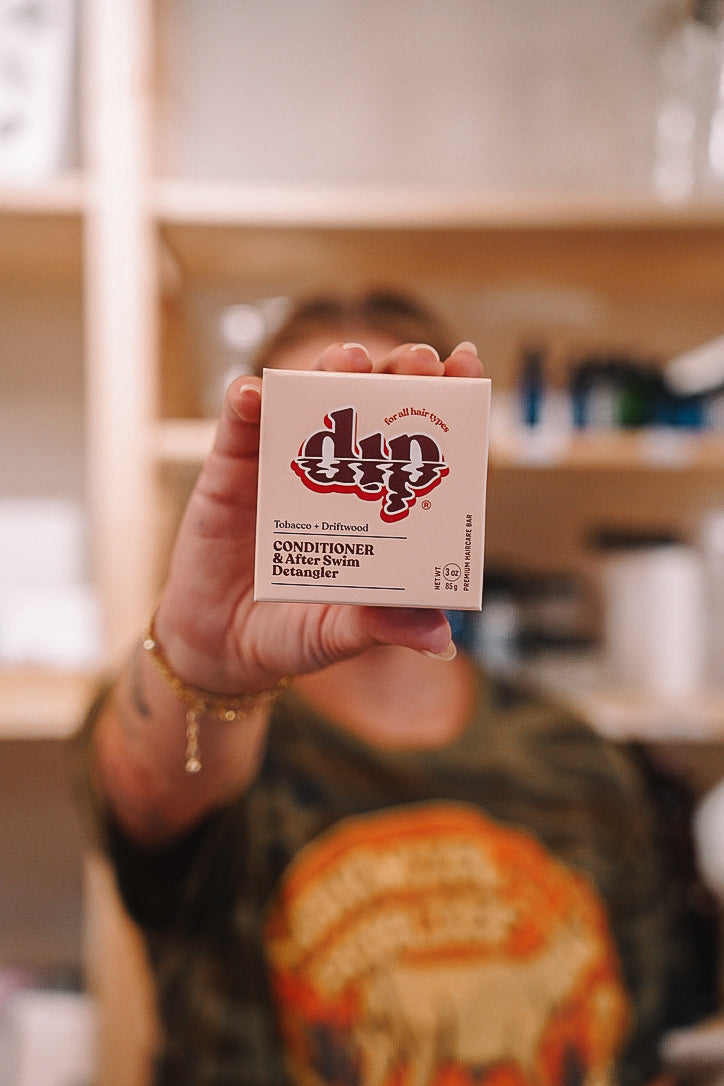 for all hair types
dip
®
Tobacco + Driftwood
CONDITIONER
& After Swim
Detangler
NET WT.
3 oz
85 g
PREMIUM HAIRCARE BAR